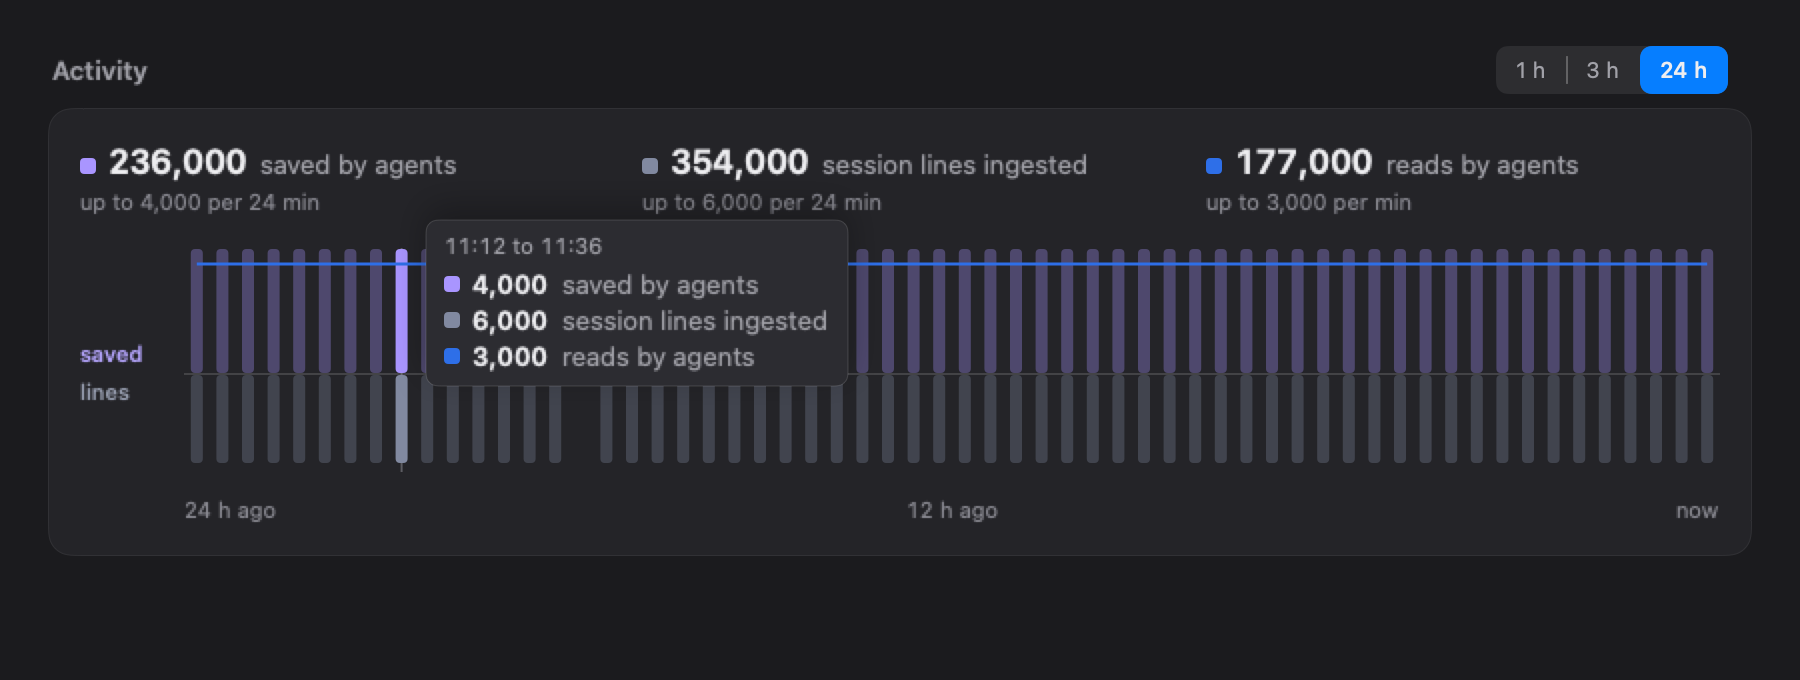 Activity
1 h
3 h
24 h
236,000 saved by agents
up to 4,000 per 24 min
354,000 session lines ingested
up to 6,000 per 24 min
177,000 reads by agents
up to 3,000 per min
11:12 to 11:36
4,000 saved by agents
6,000 session lines ingested
3,000 reads by agents
saved
lines
24 h ago
12 h ago
now